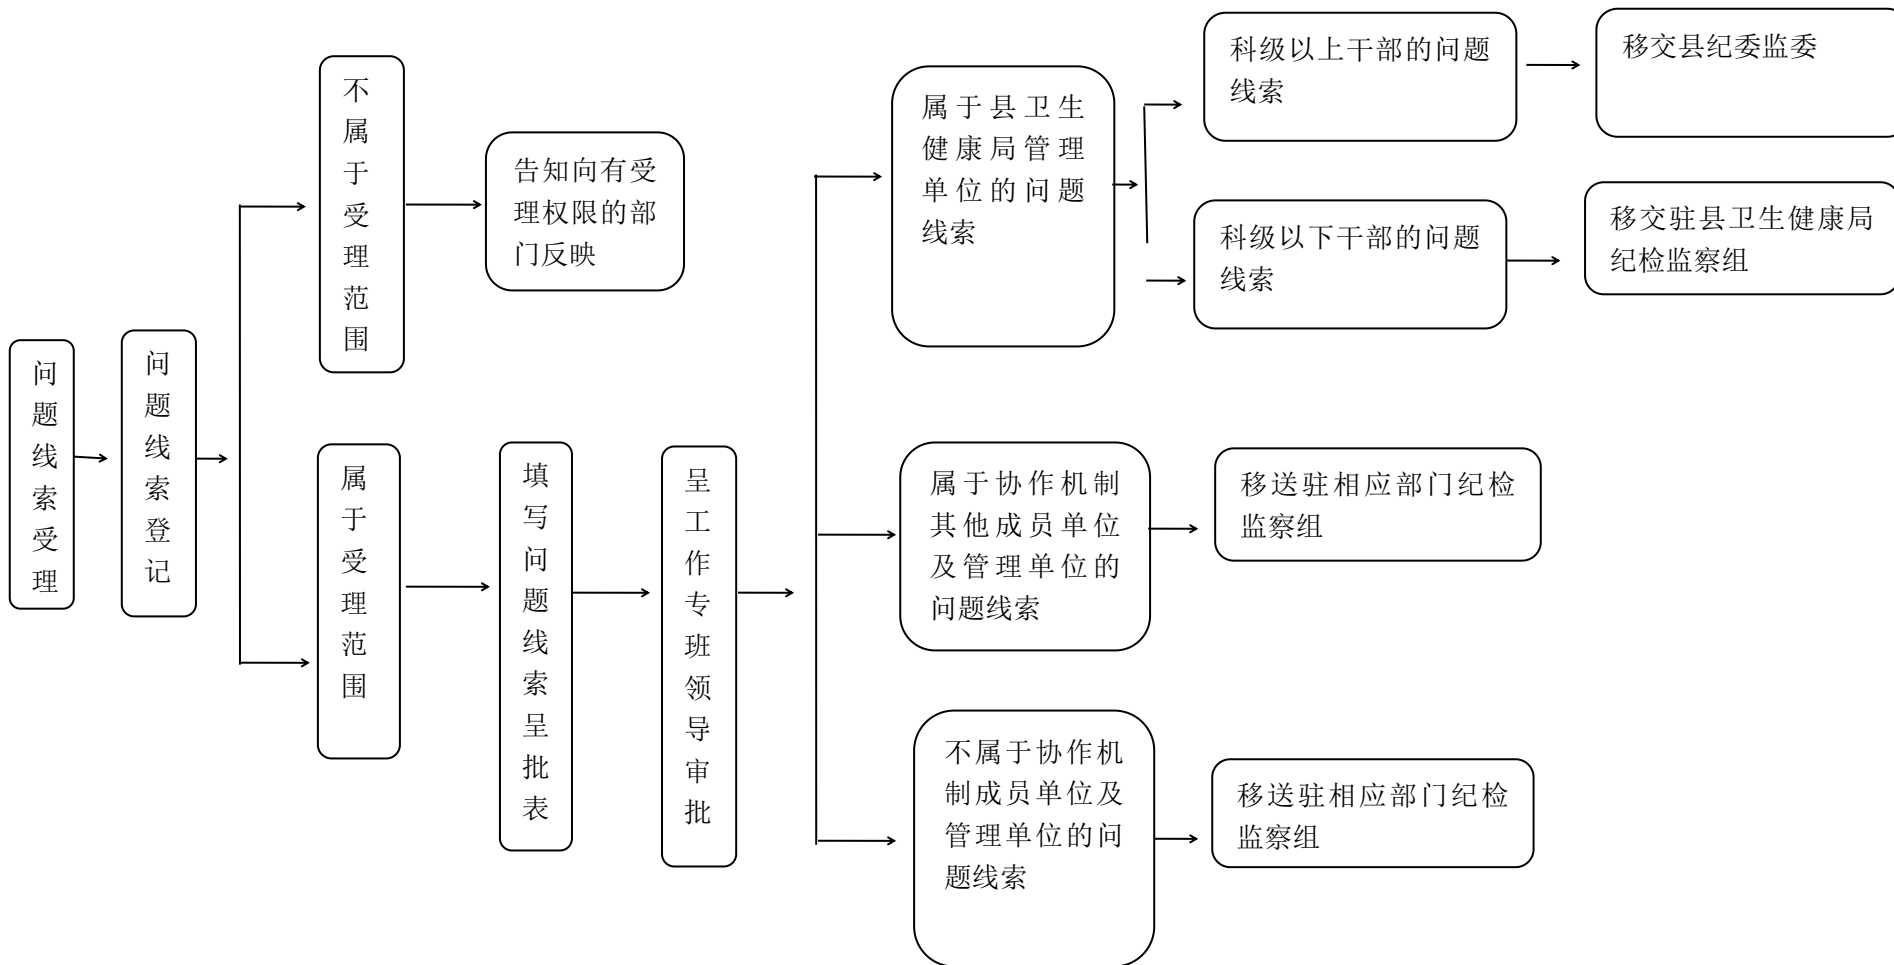 问题线索受理
问题线索登记
不属于受理范围
告知向有受
理权限的部
门反映
属于受理范围
填写问题线索呈批表
呈工作专班领导审批
属于县卫生
健康局管理
单位的问题
线索
科级以上干部的问题
线索
移交县纪委监委
科级以下干部的问题
线索
移交驻县卫生健康局
纪检监察组
属于协作机制
其他成员单位
及管理单位的
问题线索
移送驻相应部门纪检
监察组
不属于协作机
制成员单位及
管理单位的问
题线索
移送驻相应部门纪检
监察组